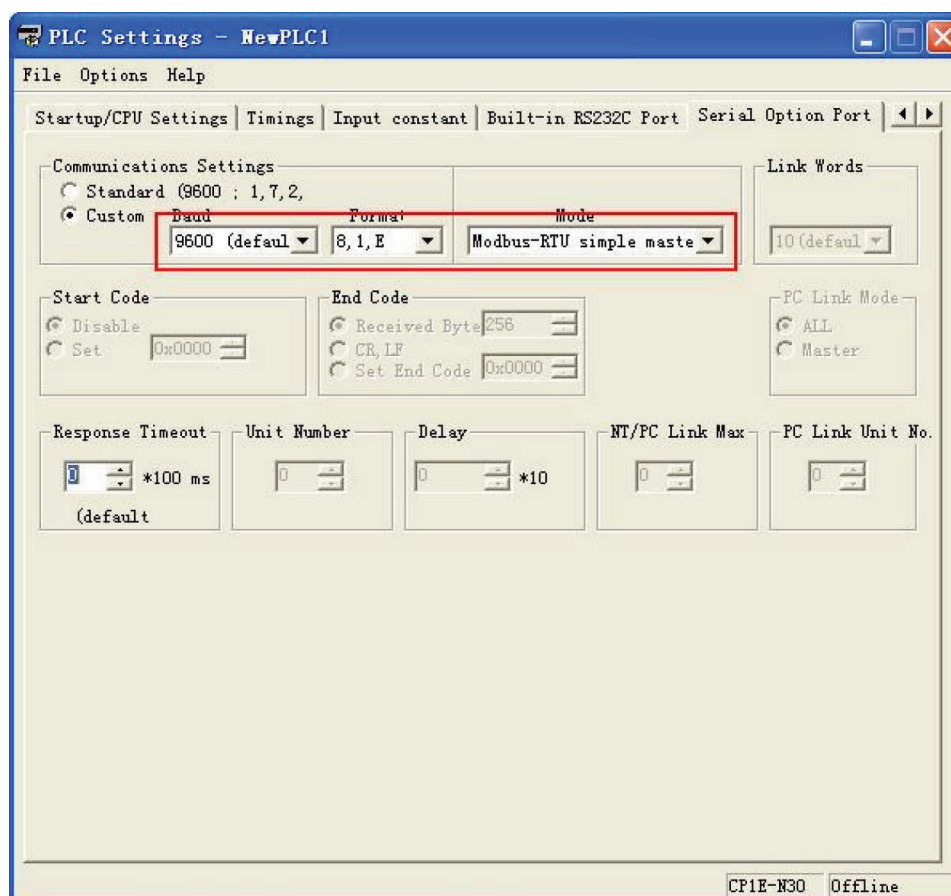 PLC Settings - NewPLC1
File Options Help
Startup/CPU Settings Timings Input constant Built-in RS232C Port Serial Option Port
Communications Settings Link Words
Standard (9600 ; 1,7,2,
Custom Baud Format Mode
9600 (defaul 8,1,E Modbus-RTU simple maste 10 (defaul
Start Code End Code PC Link Mode
Disable Received Byte 256 ALL
Set 0x0000 CR,LF Master
Set End Code 0x0000
Response Timeout Unit Number Delay NT/PC Link Max PC Link Unit No.
0 *100 ms 0 0 *10 0 0
(default
CP1E-N30 Offline